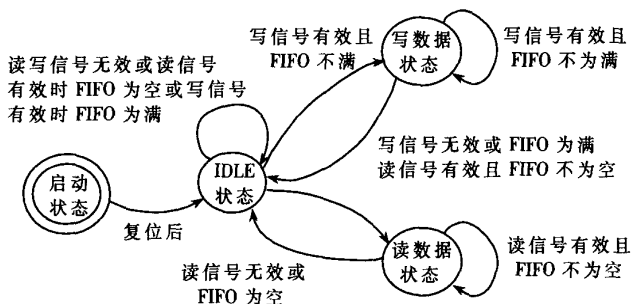 写信号有效且
FIFO 不满
写数据
状态
写信号有效且
FIFO 不为满
读写信号无效或读信号
有效时 FIFO 为空或写信号
有效时 FIFO 为满
写信号无效或 FIFO 为满
读信号有效且 FIFO 不为空
启动
状态
IDLE
状态
复位后
读信号无效或
FIFO 为空
读数据
状态
读信号有效且
FIFO 不为空